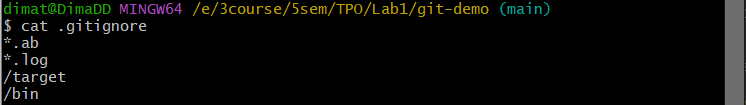 dimat@DimaDD MINGW64 /e/3course/5sem/TPO/Lab1/git-demo (main)
$ cat .gitignore
*.ab
*.log
/target
/bin